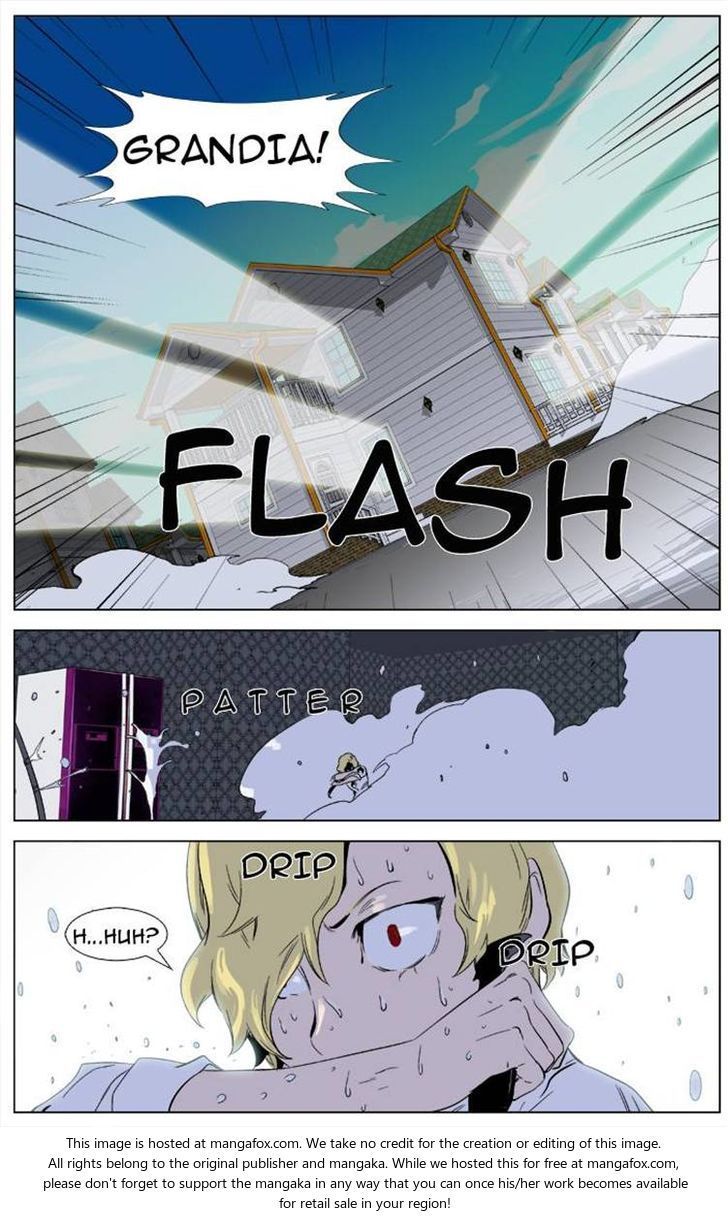 GRANDIA!
FLASH
PATTER
DRIP
H...HUH?
DRIP
This image is hosted at mangafox.com. We take no credit for the creation or editing of this image.
All rights belong to the original publisher and mangaka. While we hosted this for free at mangafox.com,
please don't forget to support the mangaka in any way that you can once his/her work becomes available
for retail sale in your region!